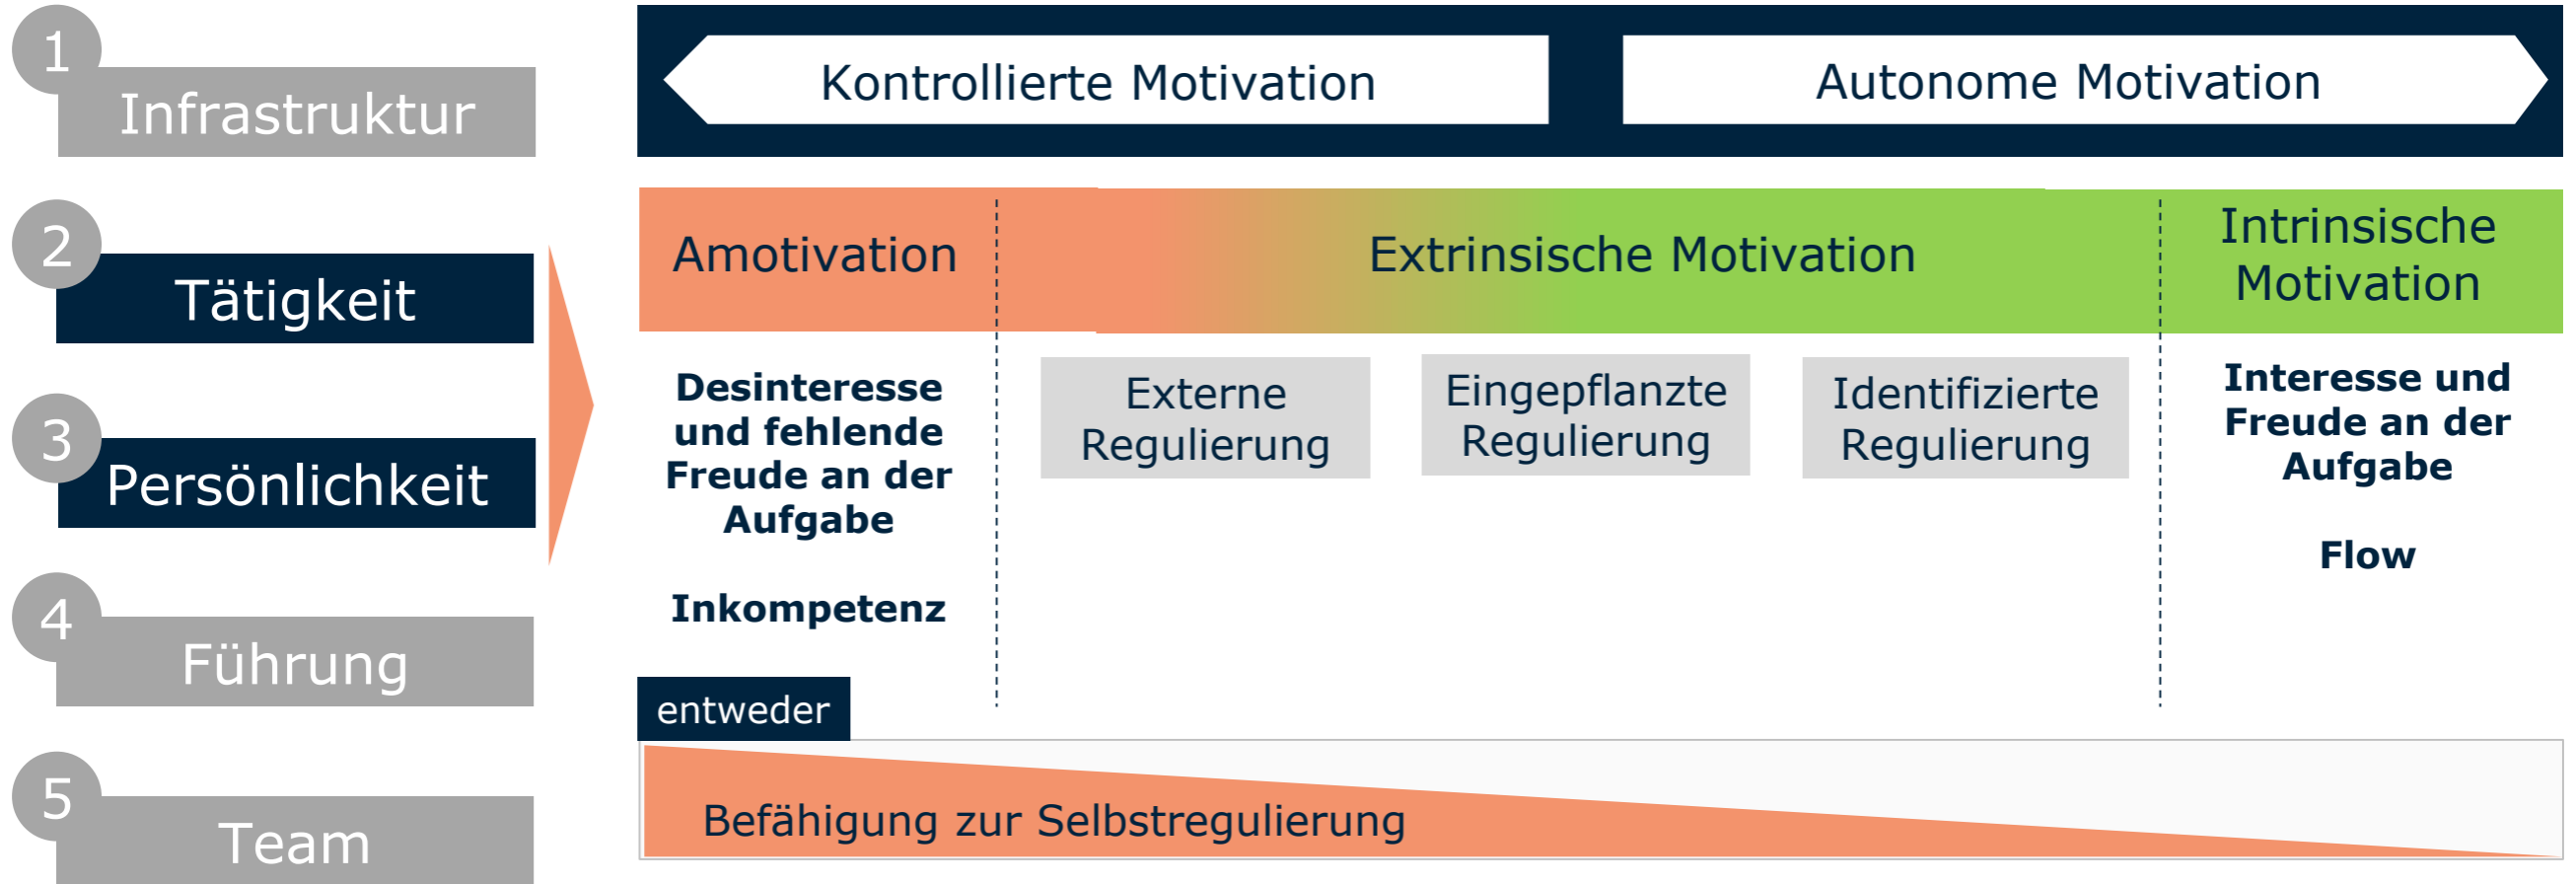 1
Infrastruktur
2
Tätigkeit
3
Persönlichkeit
4
Führung
5
Team
Kontrollierte Motivation
Autonome Motivation
Amotivation
Extrinsische Motivation
Intrinsische
Motivation
Desinteresse
und fehlende
Freude an der
Aufgabe
Inkompetenz
Externe
Regulierung
Eingepflanzte
Regulierung
Identifizierte
Regulierung
Interesse und
Freude an der
Aufgabe
Flow
entweder
Befähigung zur Selbstregulierung